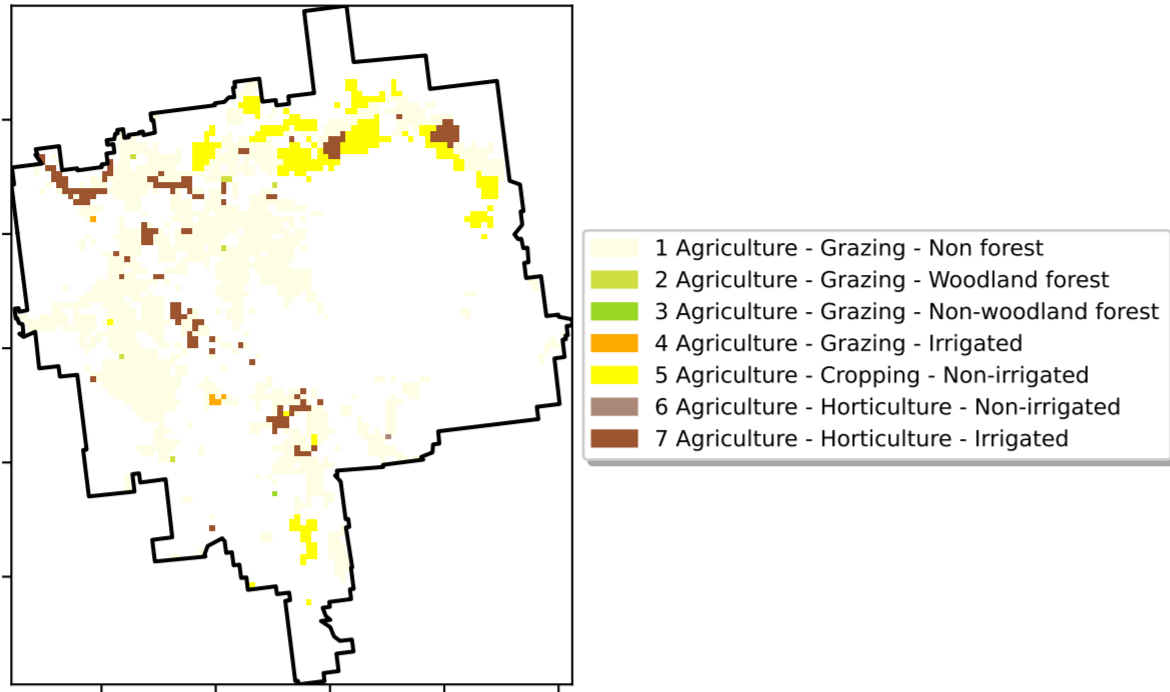 1 Agriculture - Grazing - Non forest
2 Agriculture - Grazing - Woodland forest
3 Agriculture - Grazing - Non-woodland forest
4 Agriculture - Grazing - Irrigated
5 Agriculture - Cropping - Non-irrigated
6 Agriculture - Horticulture - Non-irrigated
7 Agriculture - Horticulture - Irrigated